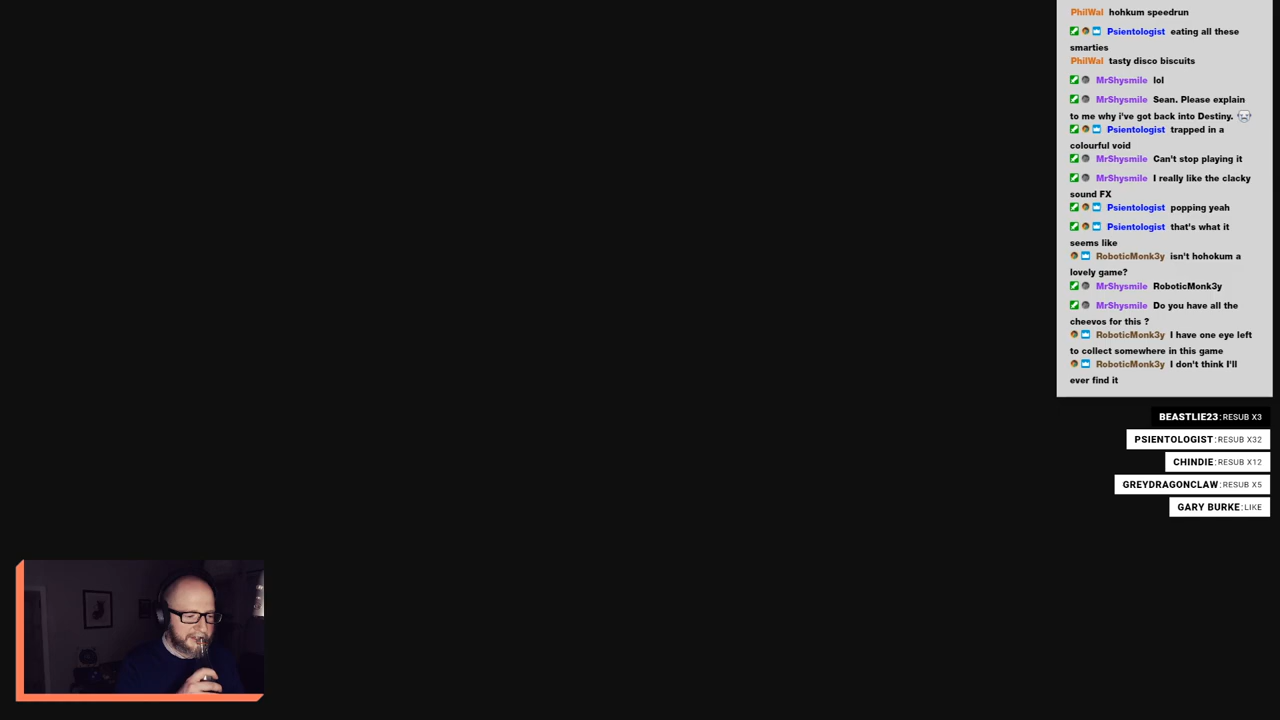 PhilWal hohkum speedrun
Psientologist eating all these
smarties
PhilWal tasty disco biscuits
MrShysmile lol
MrShysmile Sean. Please explain
to me why i've got back into Destiny.
Psientologist trapped in a
colourful void
MrShysmile Can't stop playing it
MrShysmile I really like the clacky
sound FX
Psientologist popping yeah
Psientologist that's what it
seems like
RoboticMonk3y isn't hohokum a
lovely game?
MrShysmile RoboticMonk3y
MrShysmile Do you have all the
cheevos for this ?
RoboticMonk3y I have one eye left
to collect somewhere in this game
RoboticMonk3y I don't think I'll
ever find it
BEASTLIE23:RESUB X3
PSIENTOLOGIST:RESUB X32
CHINDIE:RESUB X12
GREYDRAGONCLAW:RESUB X5
GARY BURKE:LIKE